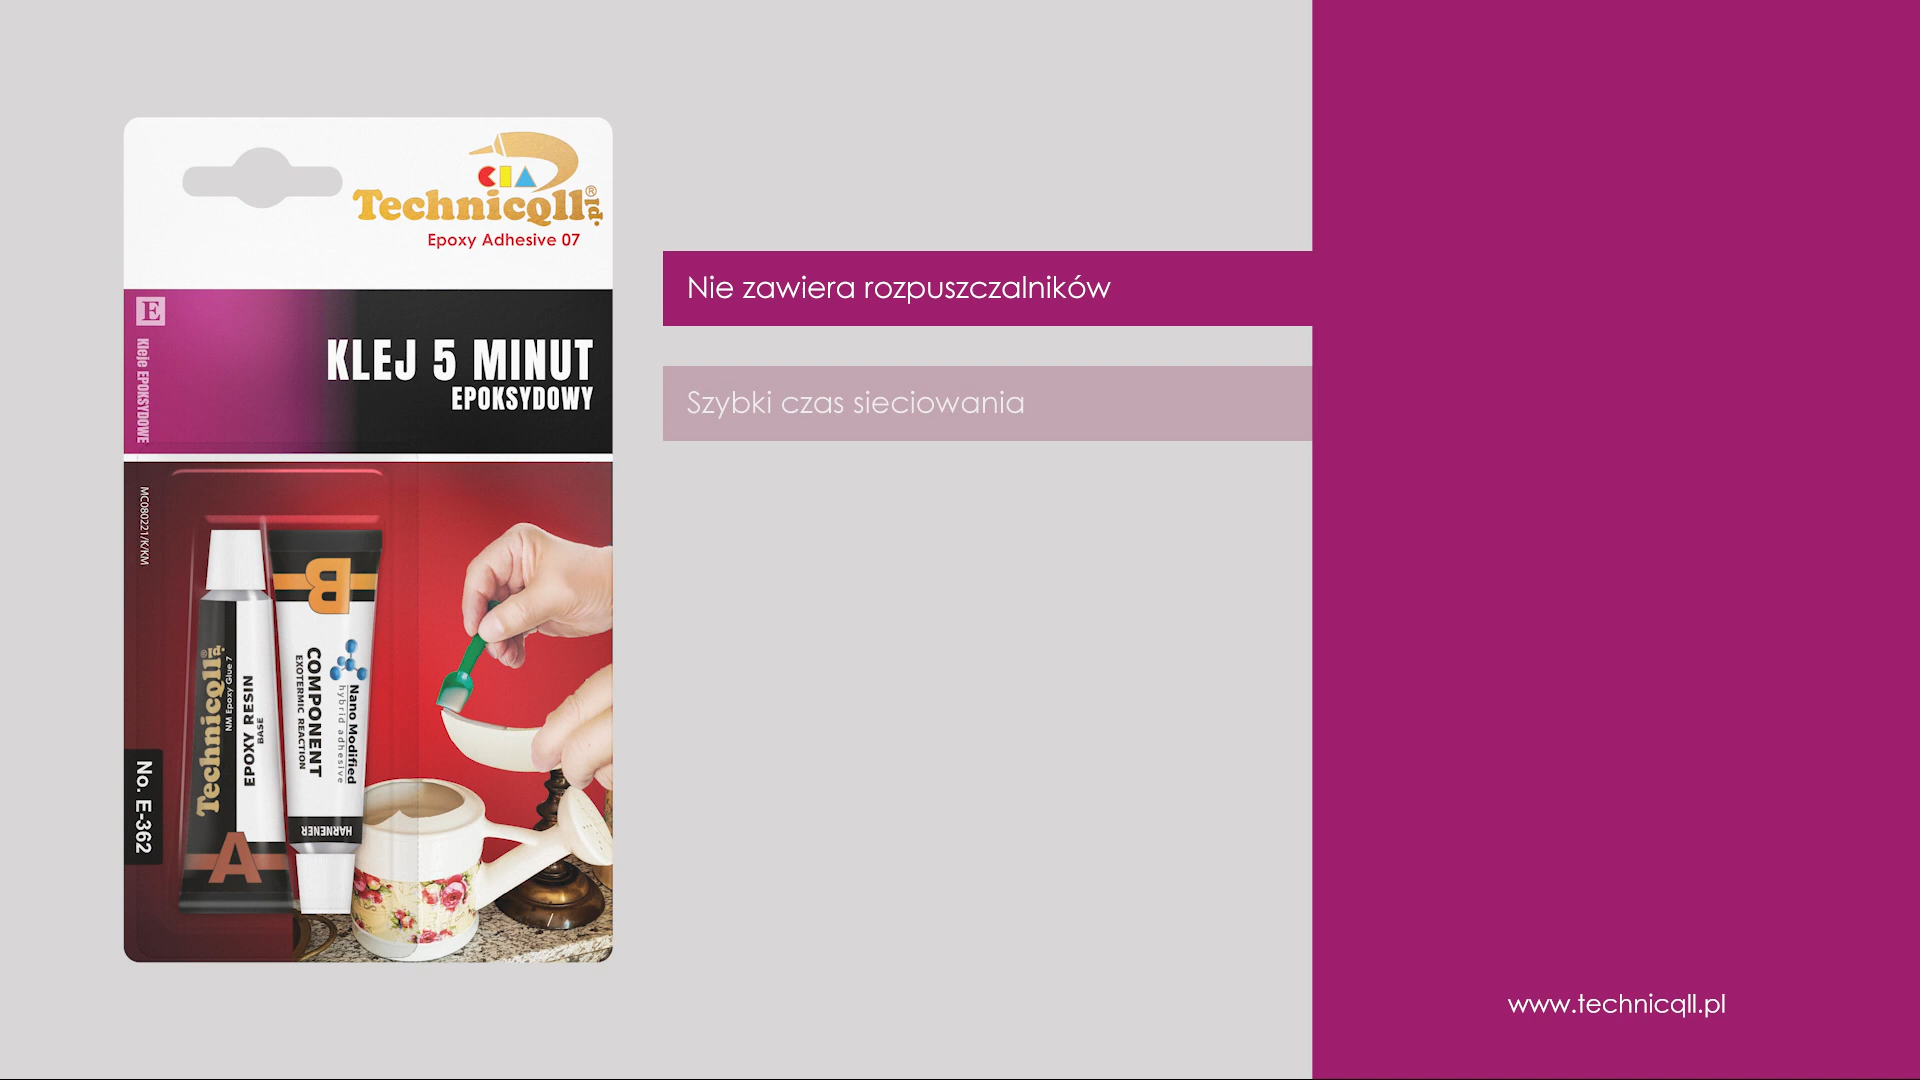 CIA
Technicqll® pl.
Epoxy Adhesive 07
E
Kleje EPOKSYDOWE
KLEJ 5 MINUT
EPOKSYDOWY
MC080221/K/KM
No. E-362
Technicqll® pl.
NM Epoxy Glue 7
EPOXY RESIN
BASE
A
B
Nano Modified
hybrid adhesive
COMPONENT
EXOTERMIC REACTION
HARNENER
Nie zawiera rozpuszczalników
Szybki czas sieciowania
www.technicqll.pl